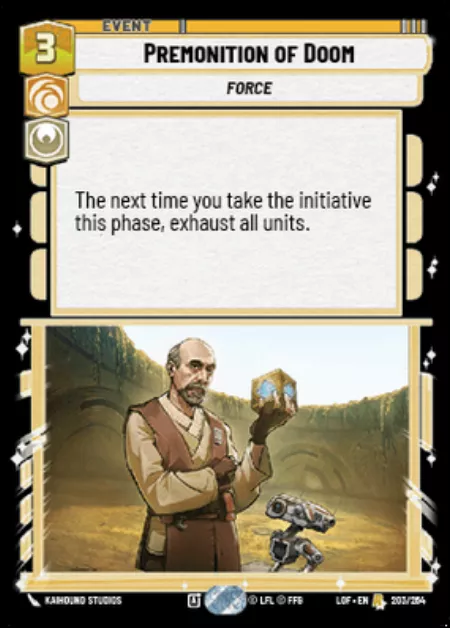 EVENT
3
PREMONITION OF DOOM
FORCE
The next time you take the initiative
this phase, exhaust all units.
KAIHOUND STUDIOS
A
© LFL © FFG
LOF • EN
203/264